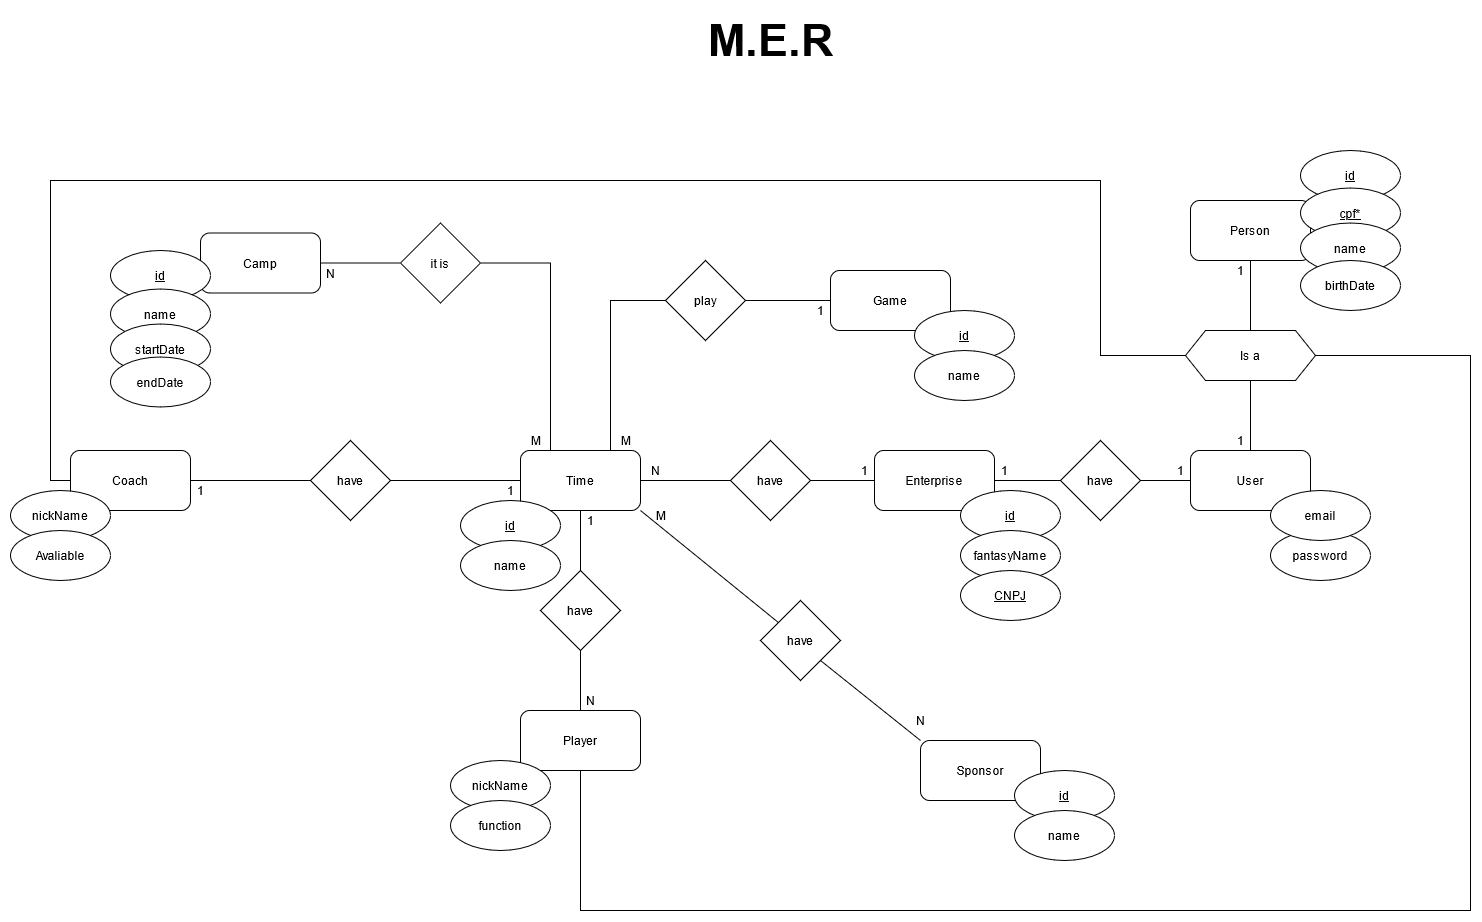 M.E.R
id
cpf*
name
birthDate
Person
1
Camp
N
it is
id
name
startDate
endDate
play
1
Game
id
name
Is a
M
M
1
Coach
1
have
1
Time
N
have
1
Enterprise
1
have
1
User
nickName
Avaliable
id
name
1
M
id
fantasyName
CNPJ
email
password
have
have
N
N
Player
nickName
function
Sponsor
id
name